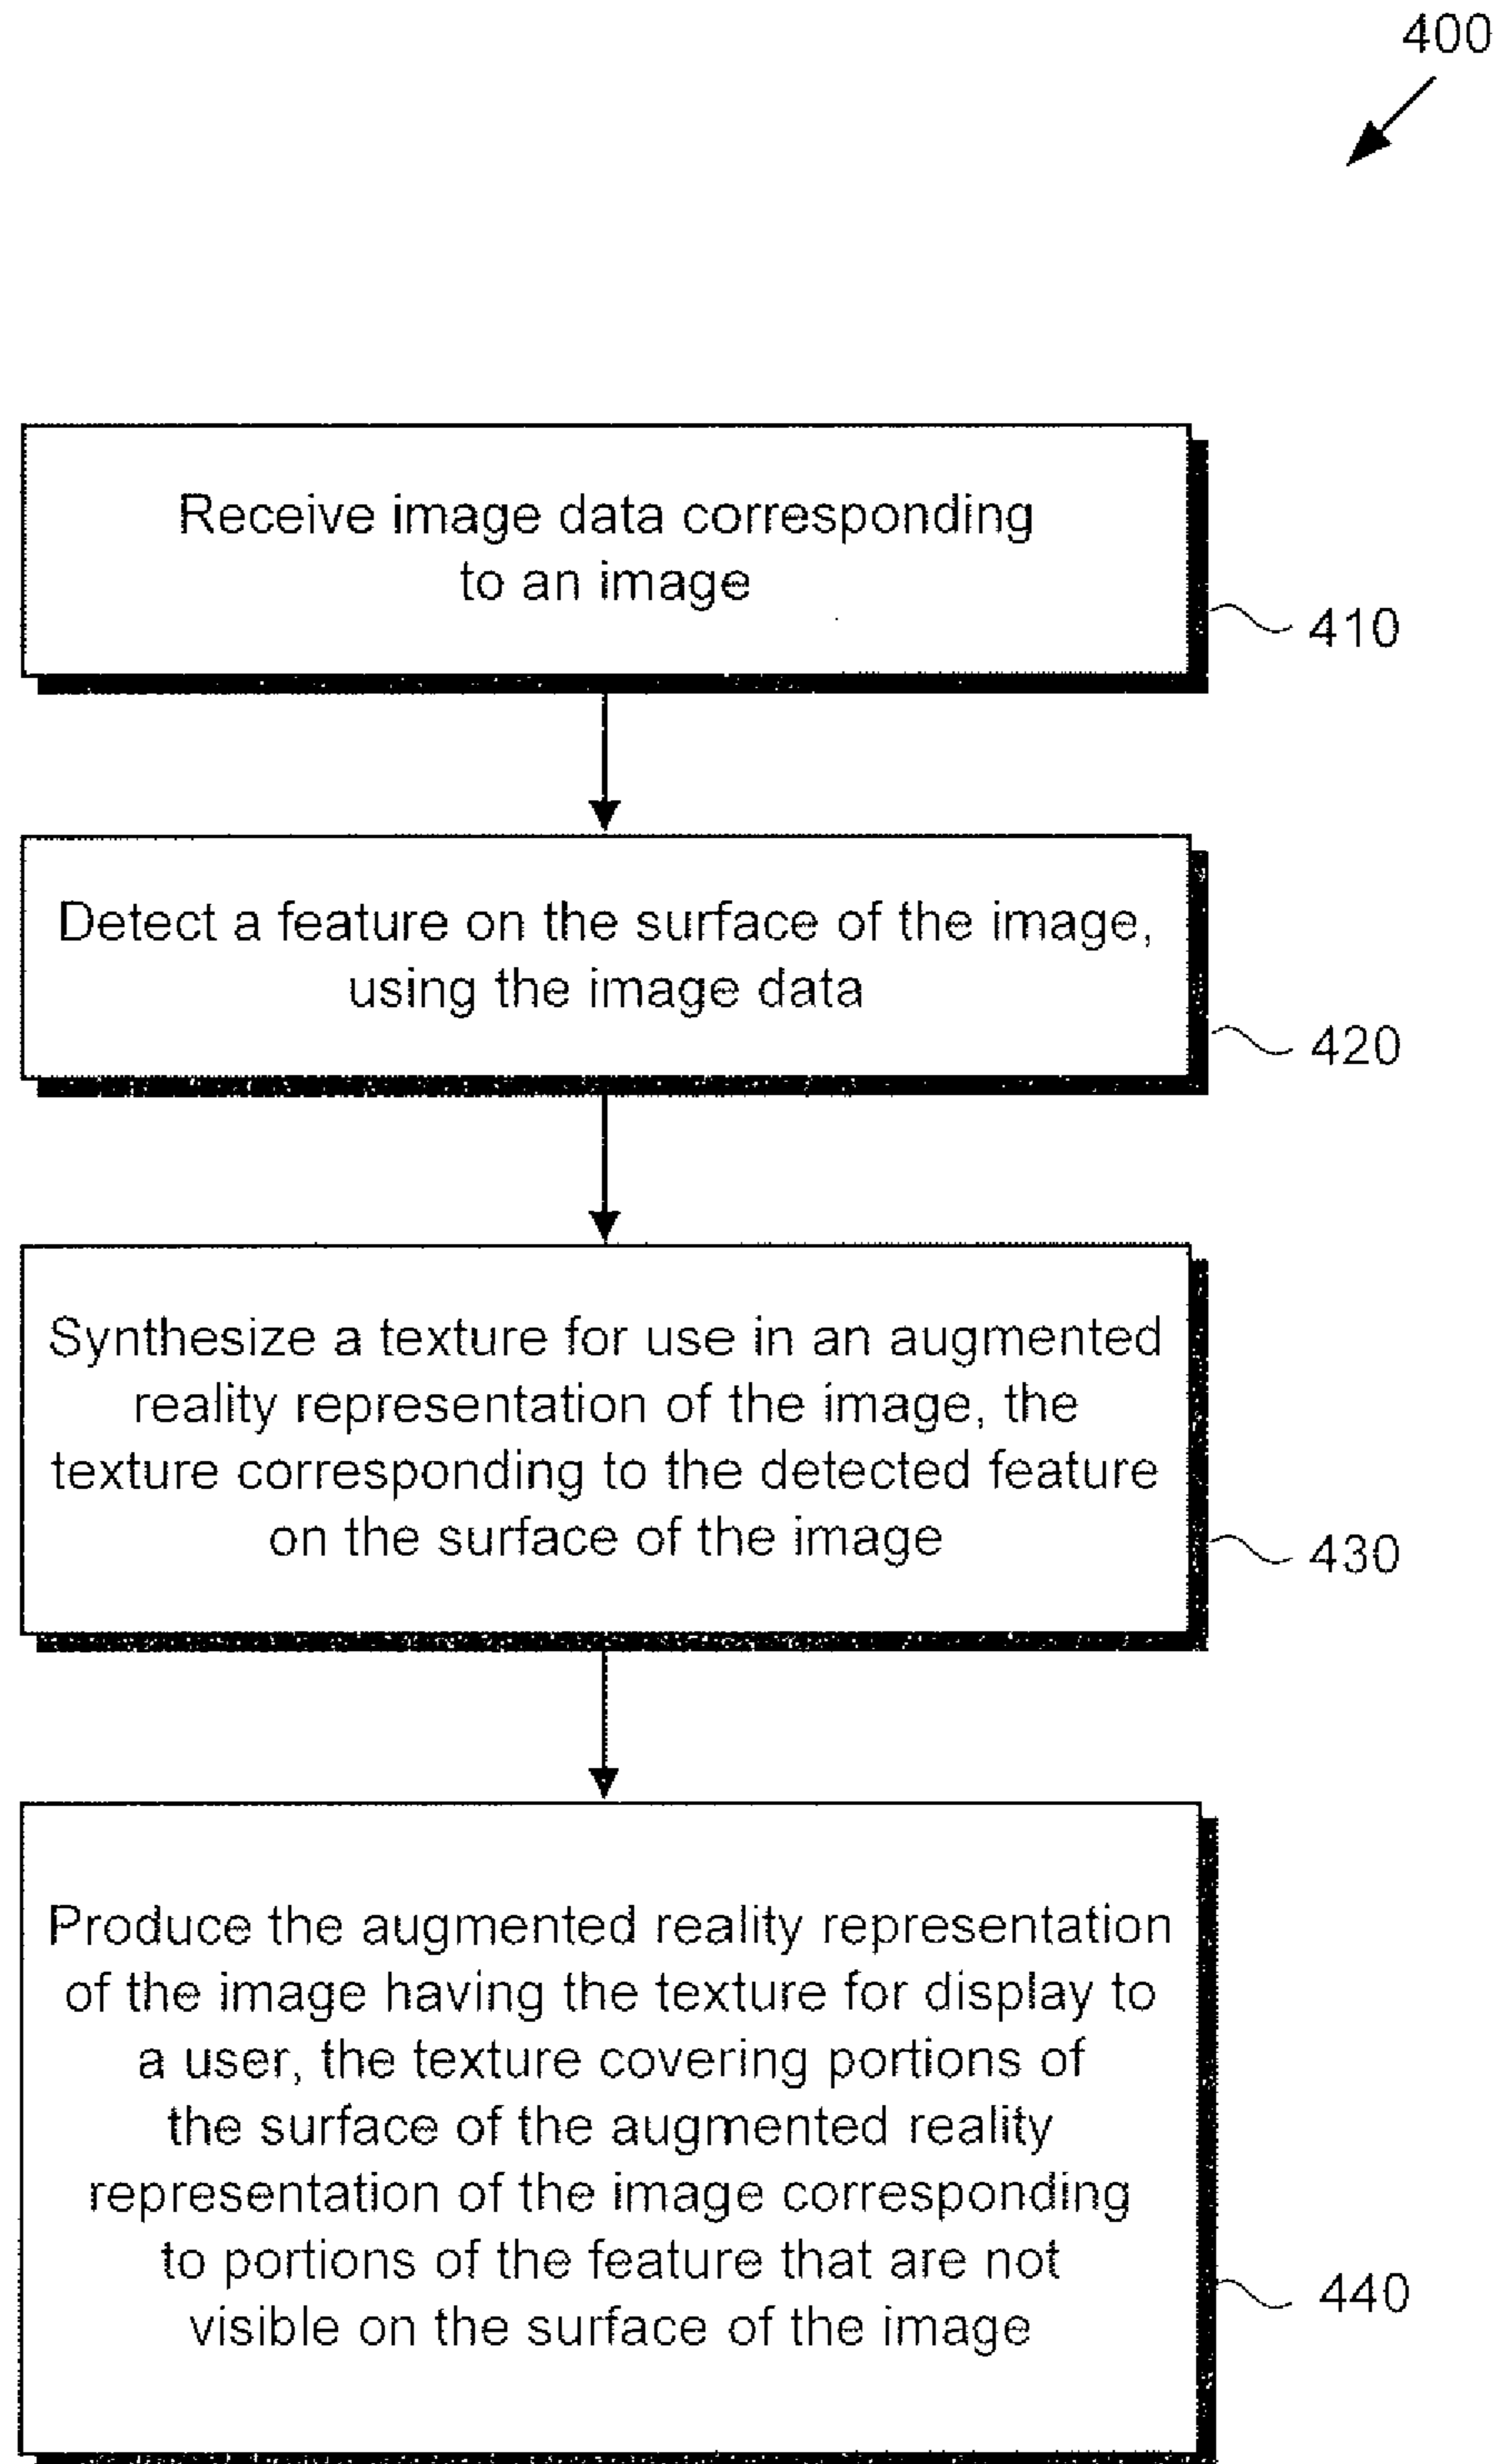 400
Receive image data corresponding
to an image
410
Detect a feature on the surface of the image,
using the image data
420
Synthesize a texture for use in an augmented
reality representation of the image, the
texture corresponding to the detected feature
on the surface of the image
430
Produce the augmented reality representation
of the image having the texture for display to
a user, the texture covering portions of
the surface of the augmented reality
representation of the image corresponding
to portions of the feature that are not
visible on the surface of the image
440